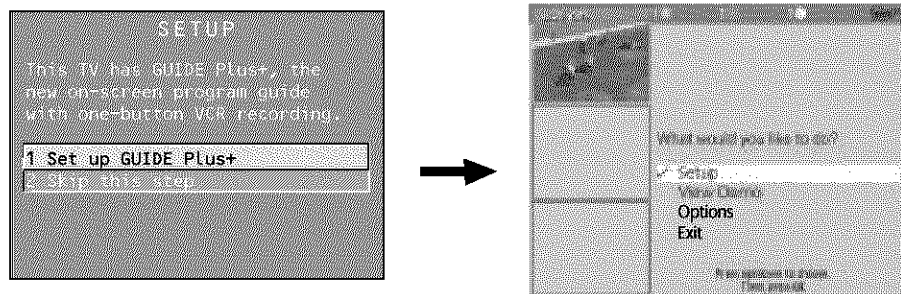 SETUP
This TV has GUIDE Plus+, the
new on-screen program guide
with one-button VCR recording.
1 Set up GUIDE Plus+
2 Skip this step
What would you like to do?
Setup
View Demo
Options
Exit